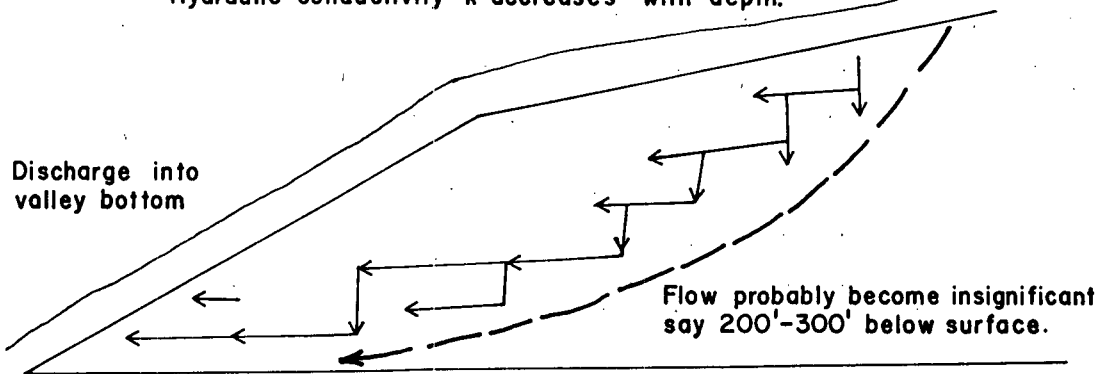 Hydraulic conductivity k decreases with depth.
Discharge into
valley bottom
Flow probably become insignificant
say 200'-300' below surface.